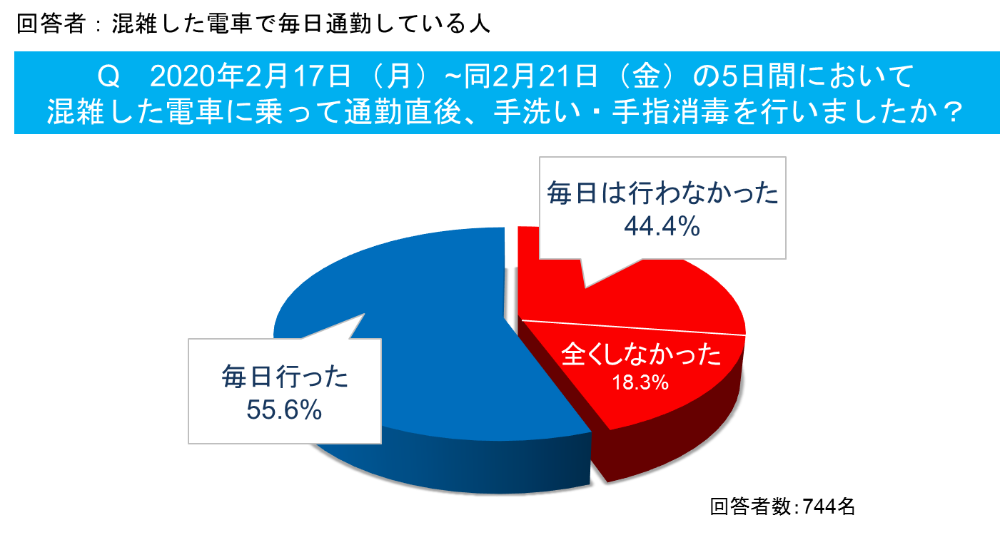 回答者：混雑した電車で毎日通勤している人
Q　2020年2月17日（月）~同2月21日（金）の5日間において
混雑した電車に乗って通勤直後、手洗い・手指消毒を行いましたか？
毎日は行わなかった
44.4%
全くしなかった
18.3%
毎日行った
55.6%
回答者数：744名